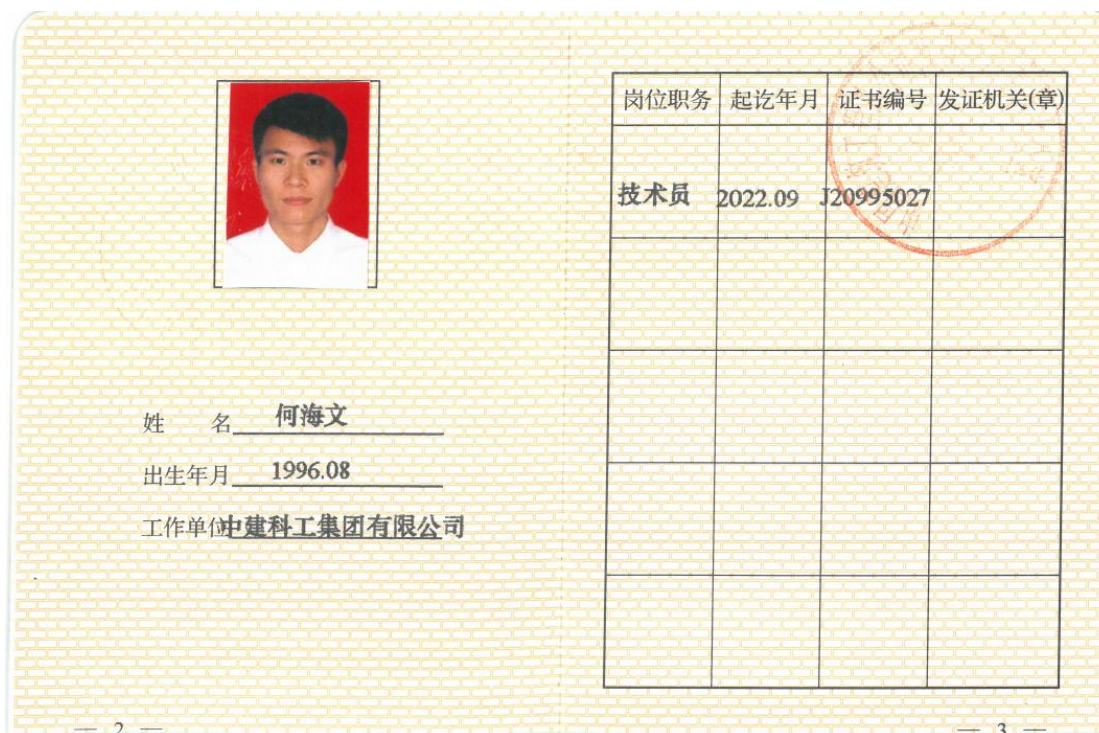 姓 名 何海文
出生年月 1996.08
工作单位 中建科工集团有限公司
— 2 —
岗位职务 起讫年月 证书编号 发证机关(章)
技术员 2022.09 J20995027
— 3 —